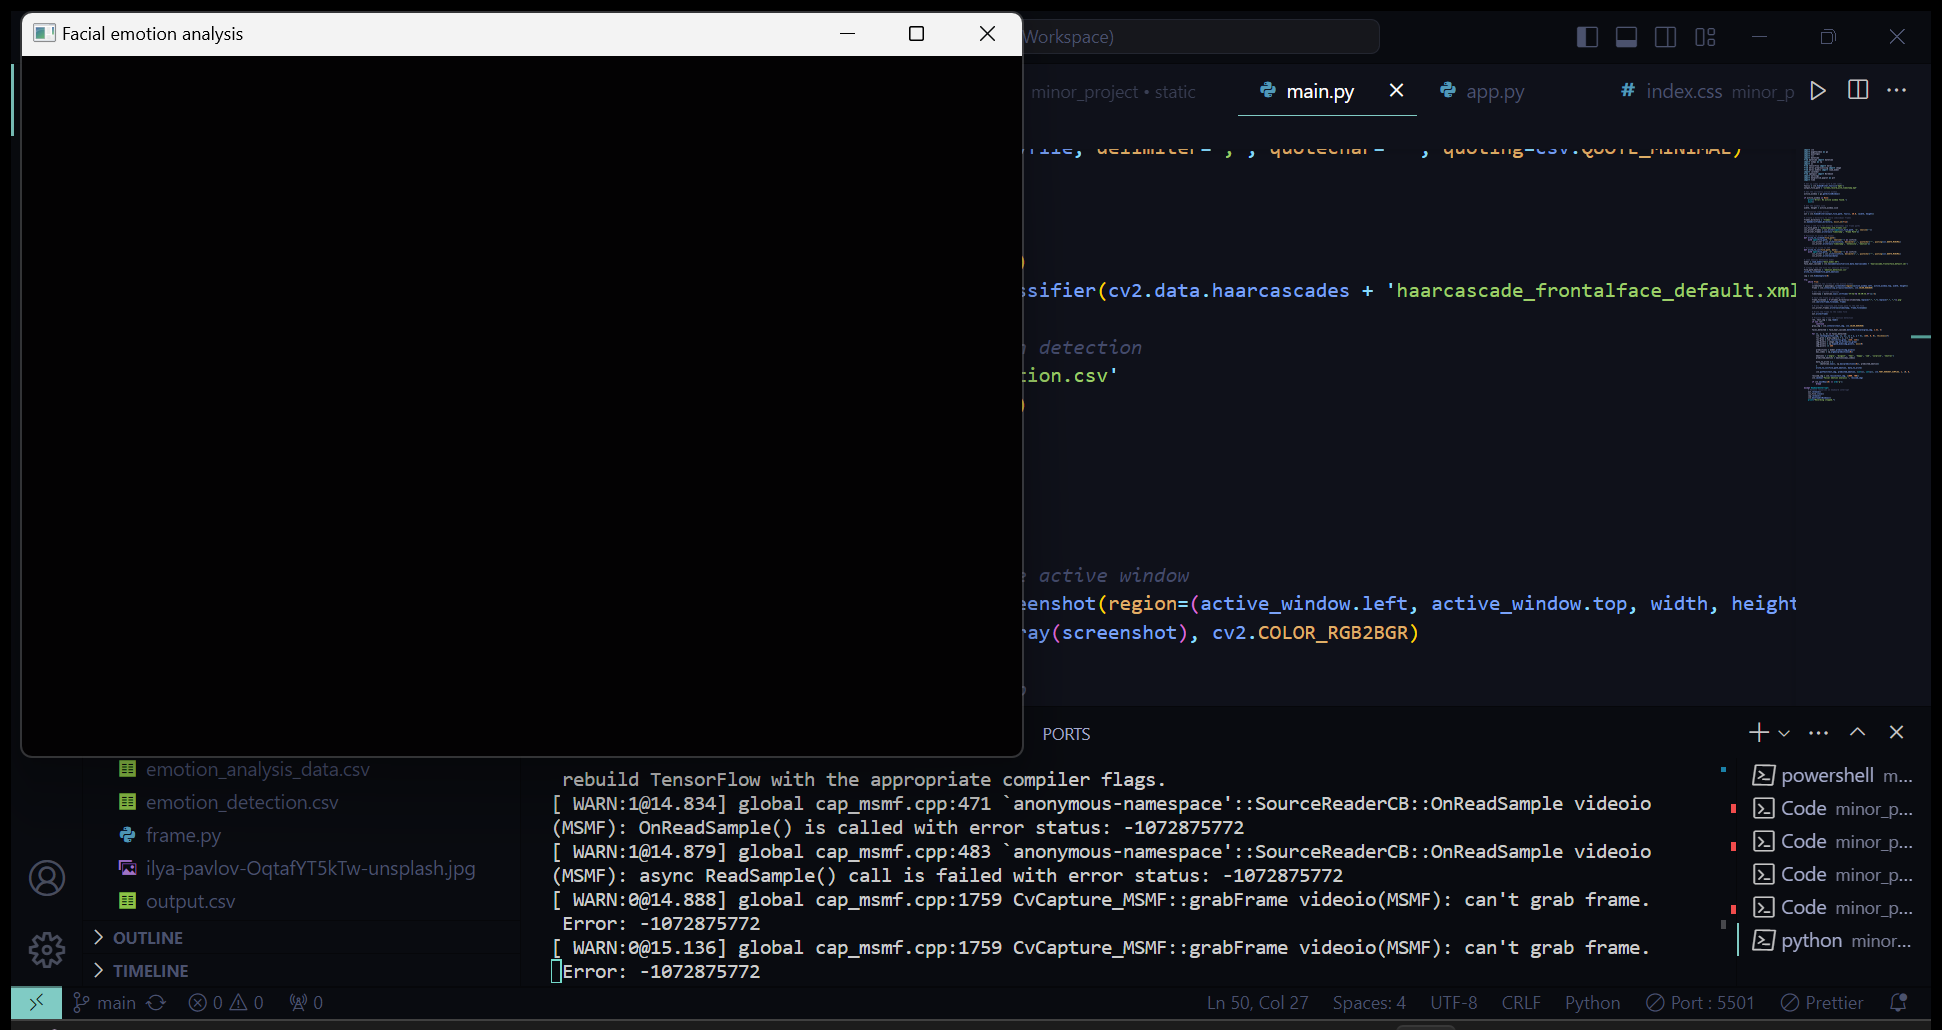 Facial emotion analysis
Workspace)
minor_project • static
main.py
app.py
# index.css minor_p
file, delimiter=',', quotechar=' ', quoting=csv.QUOTE_MINIMAL)
)
ssifier(cv2.data.haarcascades + 'haarcascade_frontalface_default.xml
n detection
tion.csv'
)
e active window
eenshot(region=(active_window.left, active_window.top, width, height
ray(screenshot), cv2.COLOR_RGB2BGR)
PORTS
emotion_analysis_data.csv
emotion_detection.csv
frame.py
ilya-pavlov-OqtafYT5kTw-unsplash.jpg
output.csv
OUTLINE
TIMELINE
rebuild TensorFlow with the appropriate compiler flags.
[ WARN:1@14.834] global cap_msmf.cpp:471 `anonymous-namespace'::SourceReaderCB::OnReadSample videoio
(MSMF): OnReadSample() is called with error status: -1072875772
[ WARN:1@14.879] global cap_msmf.cpp:483 `anonymous-namespace'::SourceReaderCB::OnReadSample videoio
(MSMF): async ReadSample() call is failed with error status: -1072875772
[ WARN:0@14.888] global cap_msmf.cpp:1759 CvCapture_MSMF::grabFrame videoio(MSMF): can't grab frame.
Error: -1072875772
[ WARN:0@15.136] global cap_msmf.cpp:1759 CvCapture_MSMF::grabFrame videoio(MSMF): can't grab frame.
Error: -1072875772
powershell m...
Code minor_p...
Code minor_p...
Code minor_p...
Code minor_p...
python minor...
main
0
0
0
Ln 50, Col 27
Spaces: 4
UTF-8
CRLF
Python
Port : 5501
Prettier